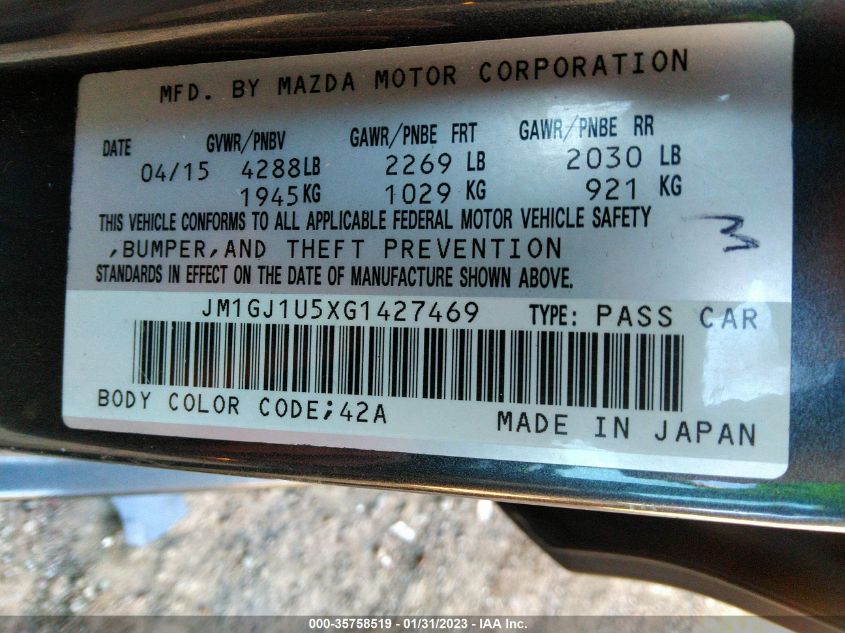 MFD. BY MAZDA MOTOR CORPORATION
DATE GVWR/PNBV GAWR/PNBE FRT GAWR/PNBE RR
04/15 4288LB 2269 LB 2030 LB
1945KG 1029 KG 921 KG
THIS VEHICLE CONFORMS TO ALL APPLICABLE FEDERAL MOTOR VEHICLE SAFETY
,BUMPER,AND THEFT PREVENTION
STANDARDS IN EFFECT ON THE DATE OF MANUFACTURE SHOWN ABOVE.
JM1GJ1U5XG1427469 TYPE: PASS CAR
BODY COLOR CODE;42A MADE IN JAPAN
000-35758519 - 01/31/2023 - IAA Inc.